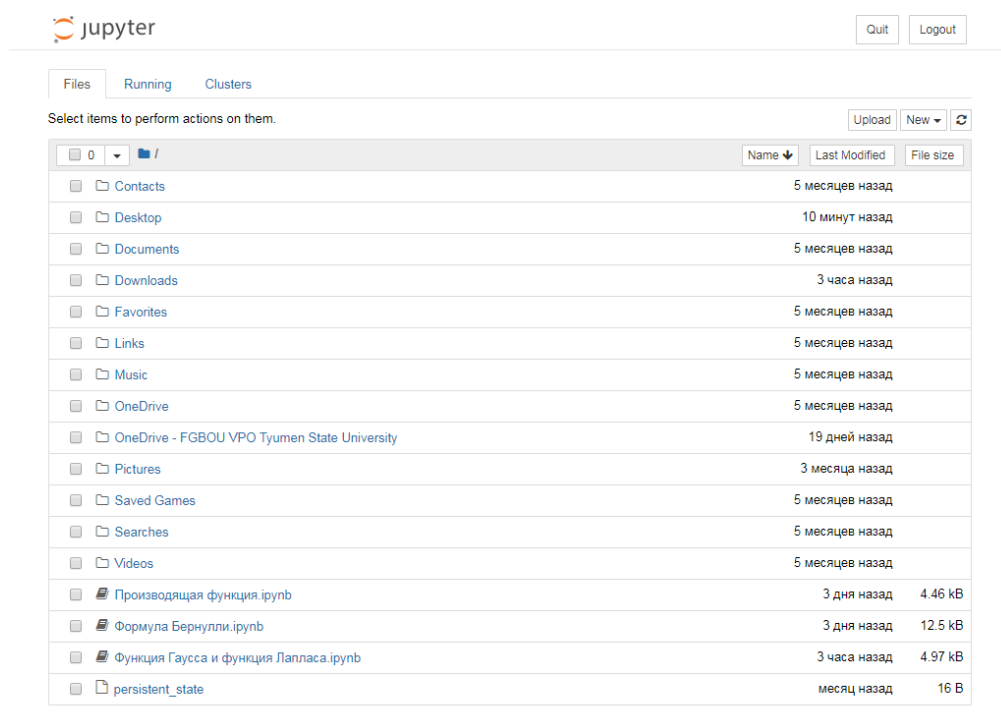 jupyter Quit Logout
Files Running Clusters
Select items to perform actions on them. Upload New
0 / Name Last Modified File size
Contacts 5 месяцев назад
Desktop 10 минут назад
Documents 5 месяцев назад
Downloads 3 часа назад
Favorites 5 месяцев назад
Links 5 месяцев назад
Music 5 месяцев назад
OneDrive 5 месяцев назад
OneDrive - FGBOU VPO Tyumen State University 19 дней назад
Pictures 3 месяца назад
Saved Games 5 месяцев назад
Searches 5 месяцев назад
Videos 5 месяцев назад
Производящая функция.ipynb 3 дня назад 4.46 kB
Формула Бернулли.ipynb 3 дня назад 12.5 kB
Функция Гаусса и функция Лапласа.ipynb 3 часа назад 4.97 kB
persistent_state месяц назад 16 B